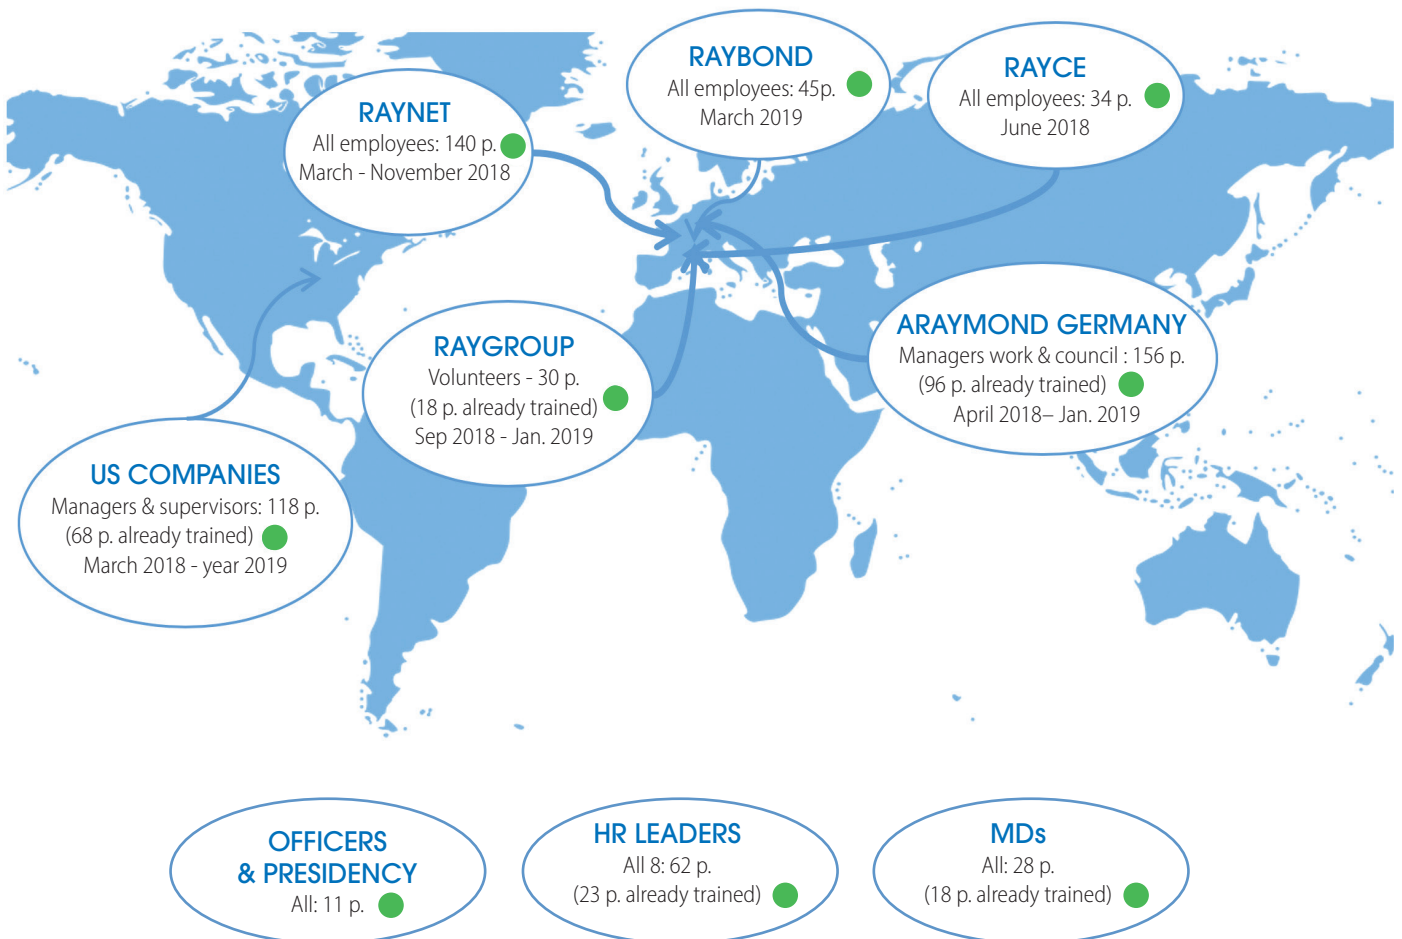 RAYBOND
All employees: 45p.
March 2019
RAYCE
All employees: 34 p.
June 2018
RAYNET
All employees: 140 p.
March - November 2018
ARAYMOND GERMANY
Managers work & council : 156 p.
(96 p. already trained)
April 2018– Jan. 2019
RAYGROUP
Volunteers - 30 p.
(18 p. already trained)
Sep 2018 - Jan. 2019
US COMPANIES
Managers & supervisors: 118 p.
(68 p. already trained)
March 2018 - year 2019
OFFICERS
& PRESIDENCY
All: 11 p.
HR LEADERS
All 8: 62 p.
(23 p. already trained)
MDs
All: 28 p.
(18 p. already trained)